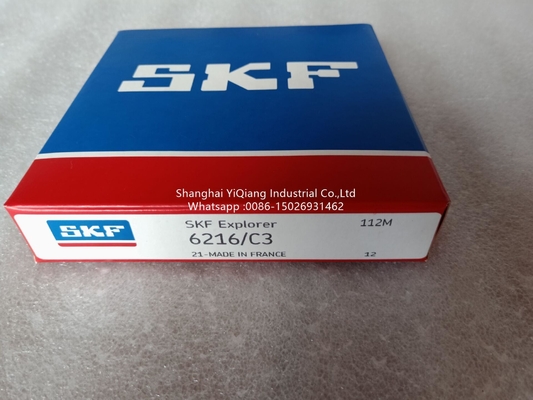 SKF
Shanghai YiQiang Industrial Co.,Ltd
Whatsapp :0086-15026931462
SKF
SKF Explorer
112M
6216/C3
21-MADE IN FRANCE
12